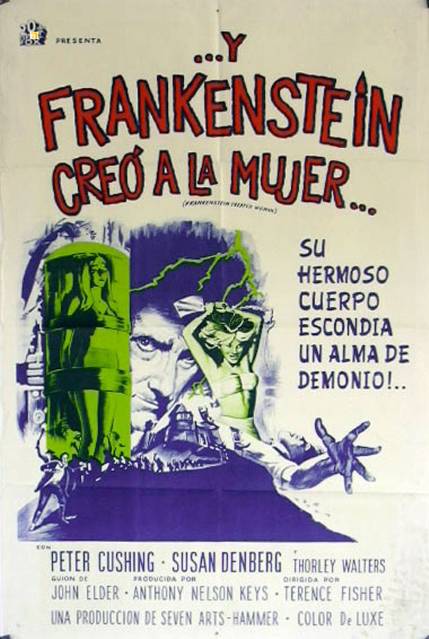 20th CENTURY FOX PRESENTA
...Y
FRANKENSTEIN
CREÓ A LA MUJER...
(FRANKENSTEIN CREATED WOMAN)
SU
HERMOSO
CUERPO
ESCONDIA
UN ALMA DE
DEMONIO!..
CON
PETER CUSHING · SUSAN DENBERG · THORLEY WALTERS
GUION DE PRODUCIDA POR DIRIGIDA POR
JOHN ELDER · ANTHONY NELSON KEYS · TERENCE FISHER
UNA PRODUCCION DE SEVEN ARTS-HAMMER · COLOR De LUXE